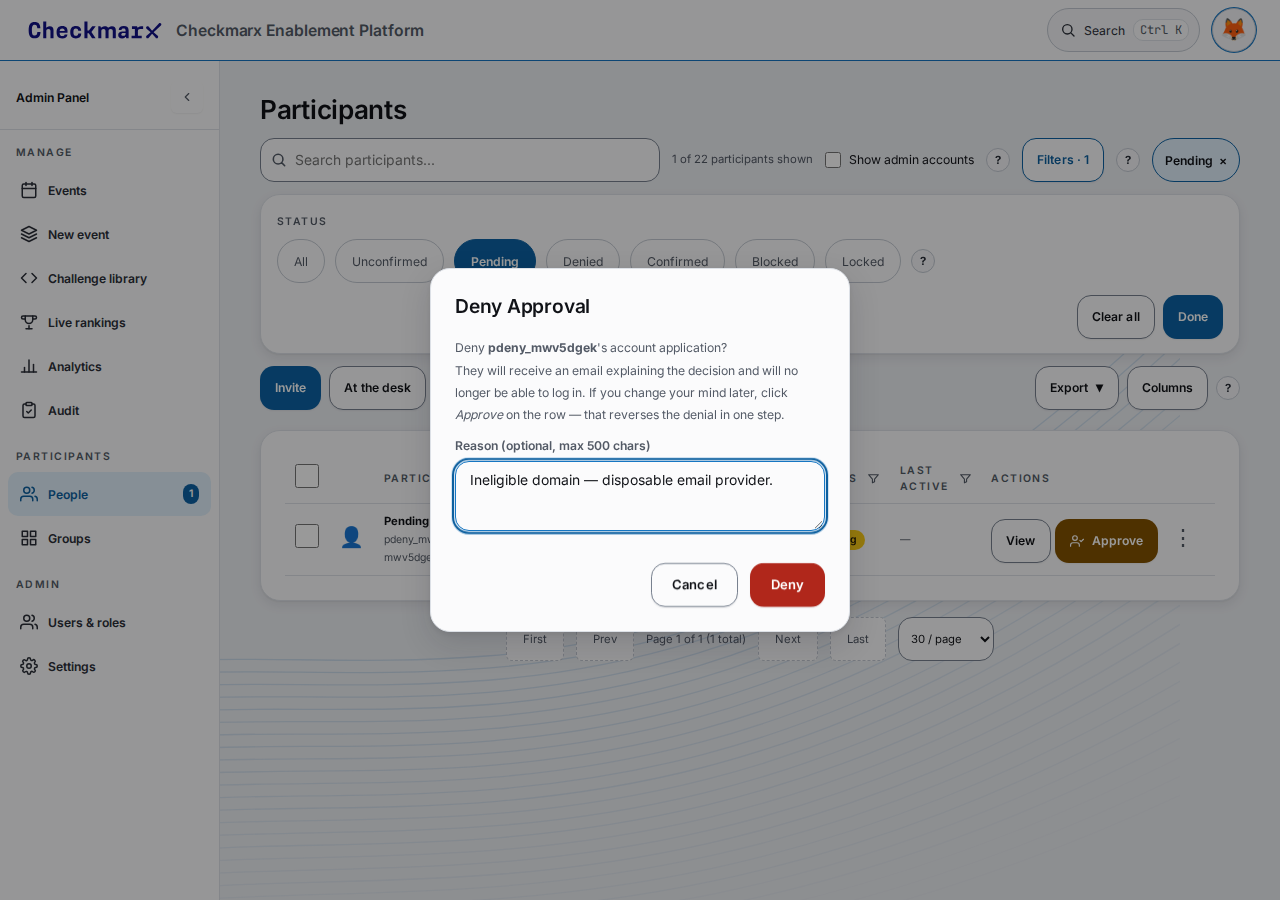 Checkmarx Checkmarx Enablement Platform Search Ctrl K
Admin Panel
MANAGE
Events
New event
Challenge library
Live rankings
Analytics
Audit
PARTICIPANTS
People 1
Groups
ADMIN
Users & roles
Settings
Participants
Search participants... 1 of 22 participants shown Show admin accounts ? Filters · 1 ? Pending ×
STATUS
All Unconfirmed Pending Denied Confirmed Blocked Locked ?
Clear all Done
Invite At the desk Export ▼ Columns ?
LAST
ACTIVE
ACTIONS
Pending
— View Approve
Deny Approval
Deny pdeny_mwv5dgek's account application?
They will receive an email explaining the decision and will no
longer be able to log in. If you change your mind later, click
Approve on the row — that reverses the denial in one step.
Reason (optional, max 500 chars)
Ineligible domain — disposable email provider.
Cancel Deny
First Prev Page 1 of 1 (1 total) Next Last 30 / page